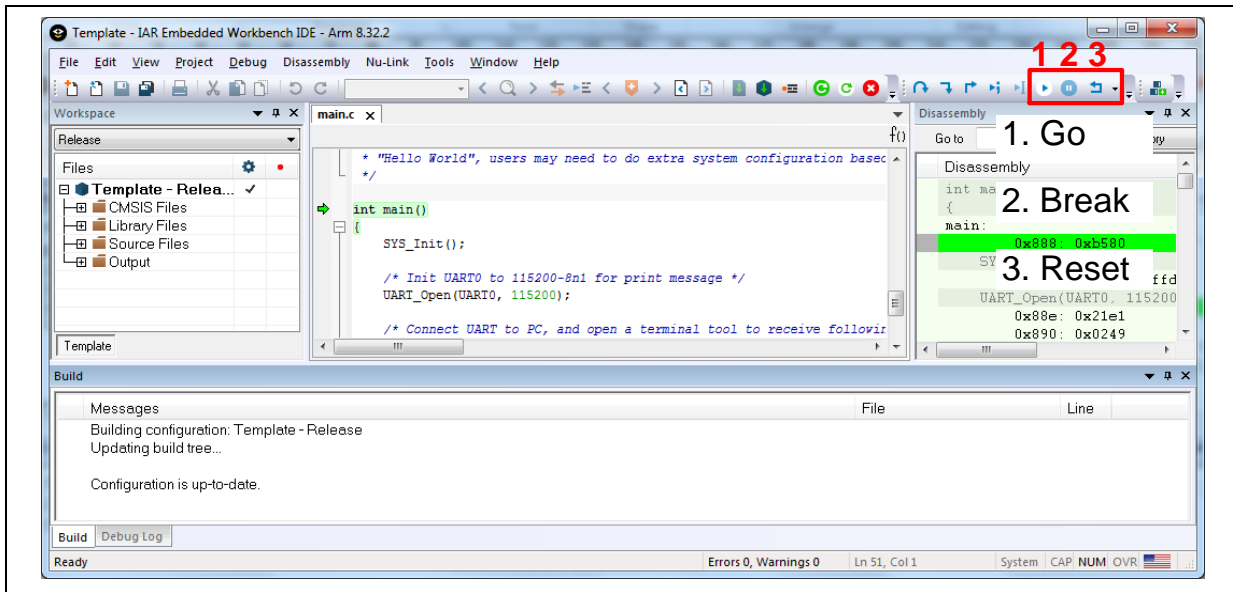 Template - IAR Embedded Workbench IDE - Arm 8.32.2
1 2 3
File Edit View Project Debug Disassembly Nu-Link Tools Window Help
Workspace
main.c
f()
Disassembly
Release
Go to
1. Go
Files
Disassembly
Template - Relea...
CMSIS Files
Library Files
Source Files
Output
* "Hello World", users may need to do extra system configuration based
*/
int main()
{
SYS_Init();
/* Init UART0 to 115200-8n1 for print message */
UART_Open(UART0, 115200);
/* Connect UART to PC, and open a terminal tool to receive followin
int ma
{
2. Break
main:
0x888: 0xb580
SY
3. Reset
ffd
UART_Open(UART0, 115200
0x88e: 0x21e1
0x890: 0x0249
Template
Build
Messages File Line
Building configuration: Template - Release
Updating build tree...
Configuration is up-to-date.
Build Debug Log
Ready Errors 0, Warnings 0 Ln 51, Col 1 System CAP NUM OVR